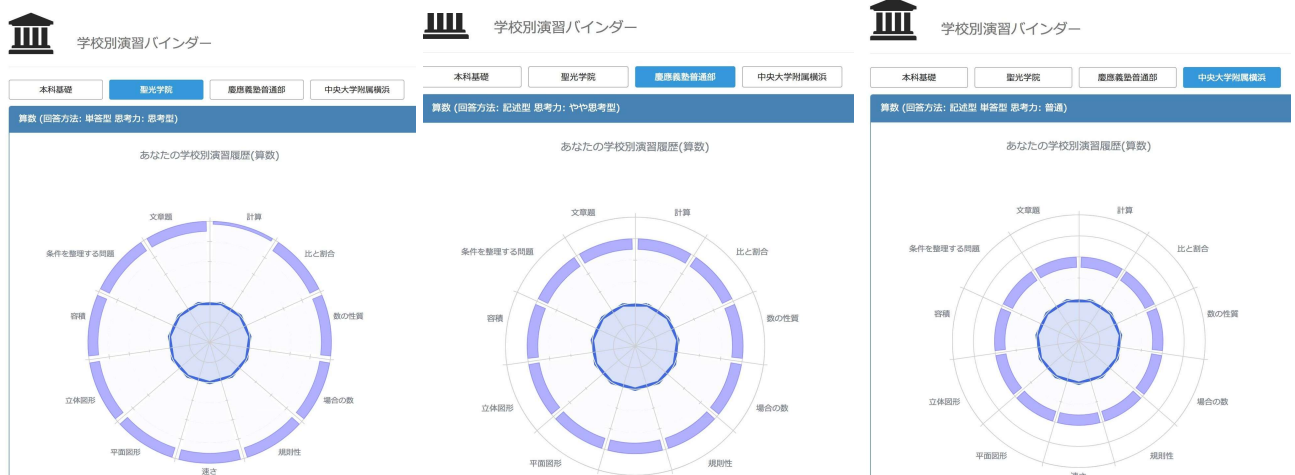 学校別演習バインダー
本科基礎
聖光学院
慶應義塾普通部
中央大学附属横浜
算数 (回答方法: 単答型 思考力: 思考型)
あなたの学校別演習履歴(算数)
文章題
計算
条件を整理する問題
比と割合
容積
数の性質
立体図形
場合の数
平面図形
規則性
速さ
学校別演習バインダー
本科基礎
聖光学院
慶應義塾普通部
中央大学附属横浜
算数 (回答方法: 記述型 思考力: やや思考型)
あなたの学校別演習履歴(算数)
文章題
計算
条件を整理する問題
比と割合
容積
数の性質
立体図形
場合の数
平面図形
規則性
学校別演習バインダー
本科基礎
聖光学院
慶應義塾普通部
中央大学附属横浜
算数 (回答方法: 記述型 単答型 思考力: 普通)
あなたの学校別演習履歴(算数)
文章題
計算
条件を整理する問題
比と割合
容積
数の性質
立体図形
場合の数
平面図形
規則性
速さ